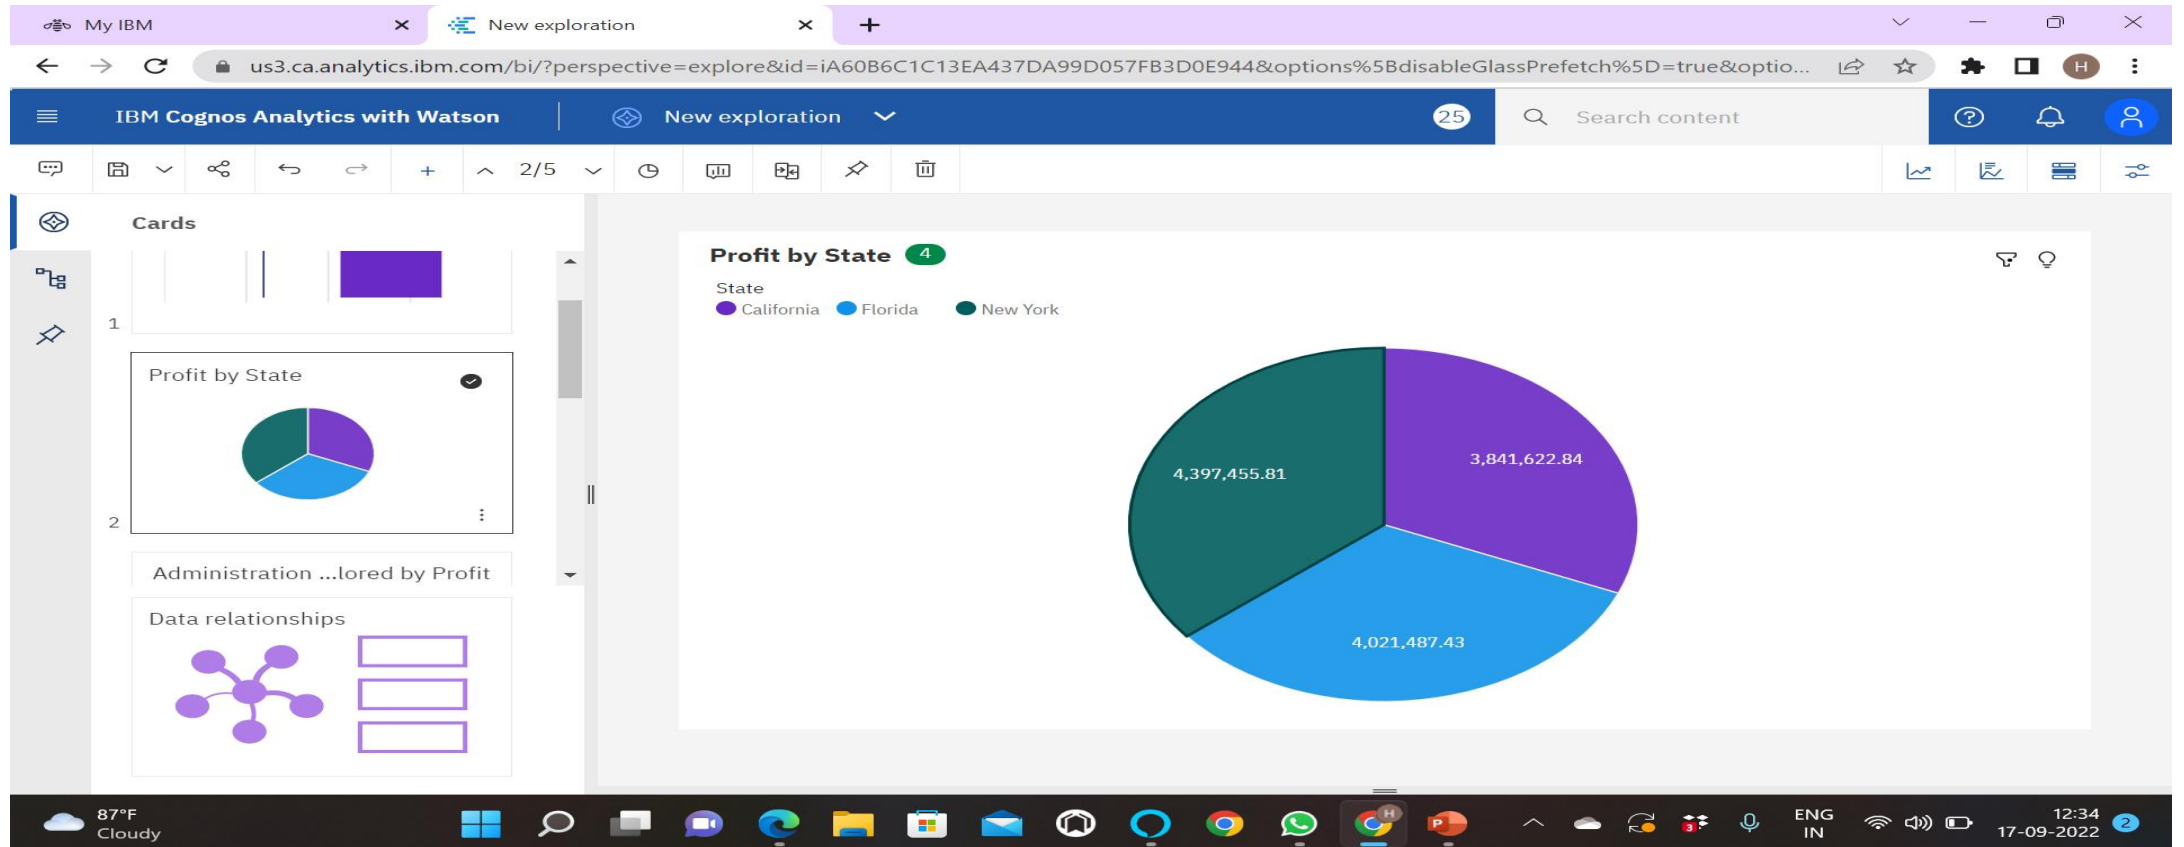 My IBM
New exploration
us3.ca.analytics.ibm.com/bi/?perspective=explore&id=iA60B6C1C13EA437DA99D057FB3D0E944&options%5BdisableGlassPrefetch%5D=true&optio...
H
IBM Cognos Analytics with Watson
New exploration
25
Search content
2/5
Cards
1
Profit by State
2
Administration ...lored by Profit
Data relationships
Profit by State 4
State
California Florida New York
4,397,455.81
3,841,622.84
4,021,487.43
87°F
Cloudy
H
P
3
ENG
IN
12:34
17-09-2022
2